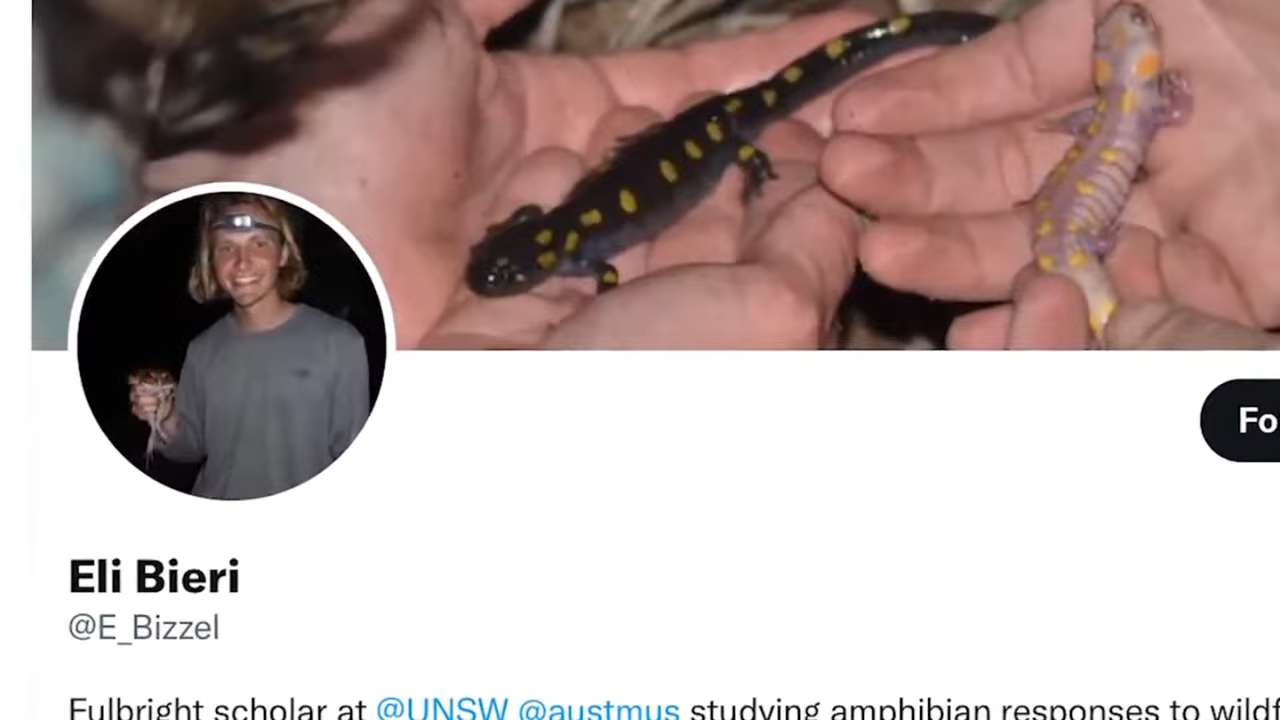 Fo
Eli Bieri
@E_Bizzel
Fulbright scholar at @UNSW @austmus studying amphibian responses to wildf